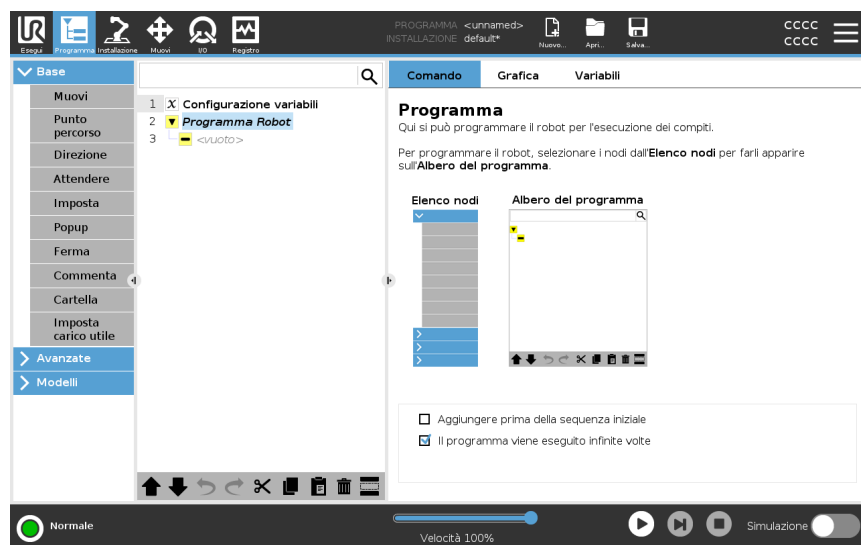 PROGRAMMA <unnamed>
INSTALLAZIONE default*
CCCC
CCCC
Esegui
Programma
Installazione
Muovi
I/O
Registro
Nuovo...
Apri...
Salva...
Base
Muovi
Punto
percorso
Direzione
Attendere
Imposta
Popup
Ferma
Commenta
Cartella
Imposta
carico utile
Avanzate
Modelli
1 X Configurazione variabili
2 Programma Robot
3 <vuoto>
Comando Grafica Variabili
Programma
Qui si può programmare il robot per l'esecuzione dei compiti.
Per programmare il robot, selezionare i nodi dall'Elenco nodi per farli apparire
sull'Albero del programma.
Elenco nodi Albero del programma
Aggiungere prima della sequenza iniziale
Il programma viene eseguito infinite volte
Normale
Velocità 100%
Simulazione